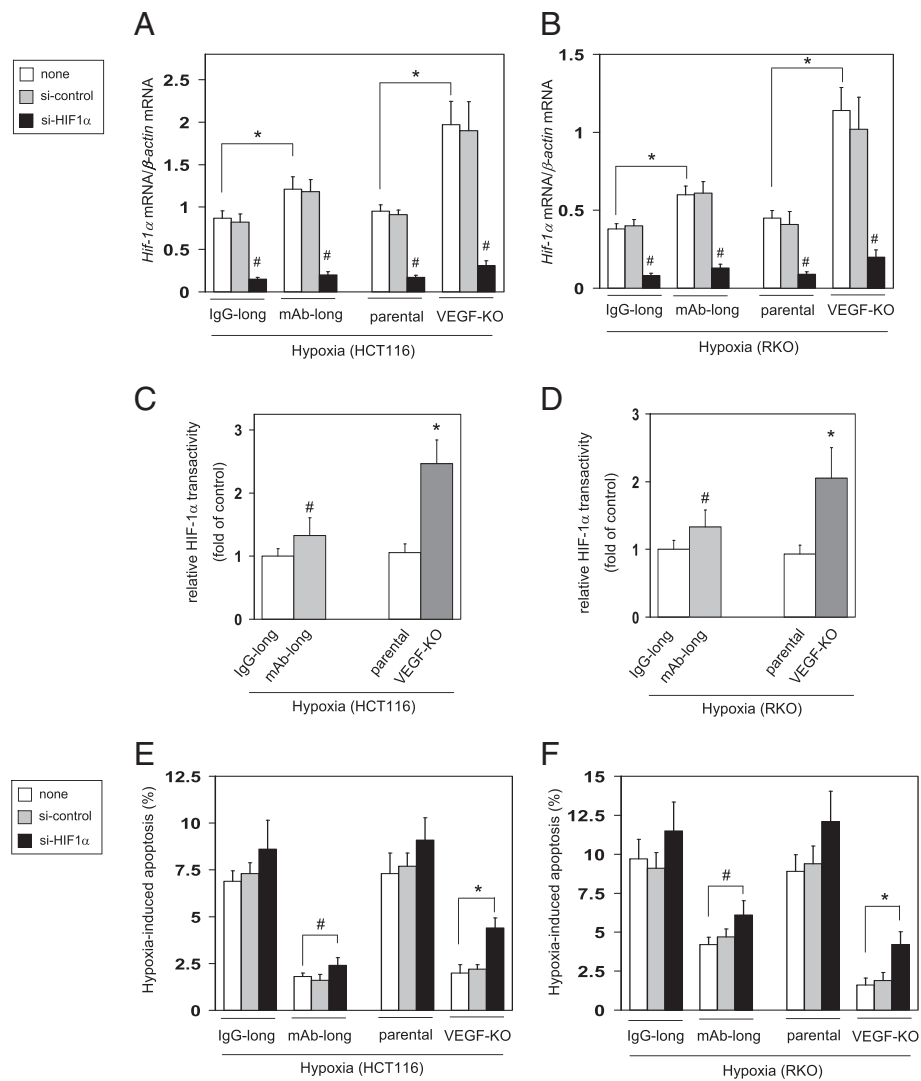 A
none
si-control
si-HIF1α
Hif-1α mRNA/β-actin mRNA
2.5
2
1.5
1
0.5
0
*
*
#
#
#
#
IgG-long
mAb-long
parental
VEGF-KO
Hypoxia (HCT116)
B
Hif-1α mRNA/β-actin mRNA
1.5
1
0.5
0
*
*
#
#
#
#
IgG-long
mAb-long
parental
VEGF-KO
Hypoxia (RKO)
C
relative HIF-1α transactivity
(fold of control)
3
2
1
0
#
*
IgG-long
mAb-long
parental
VEGF-KO
Hypoxia (HCT116)
D
relative HIF-1α transactivity
(fold of control)
3
2
1
0
#
*
IgG-long
mAb-long
parental
VEGF-KO
Hypoxia (RKO)
E
none
si-control
si-HIF1α
Hypoxia-induced apoptosis (%)
12.5
10
7.5
5
2.5
0
#
*
IgG-long
mAb-long
parental
VEGF-KO
Hypoxia (HCT116)
F
Hypoxia-induced apoptosis (%)
15
12.5
10
7.5
5
2.5
0
#
*
IgG-long
mAb-long
parental
VEGF-KO
Hypoxia (RKO)